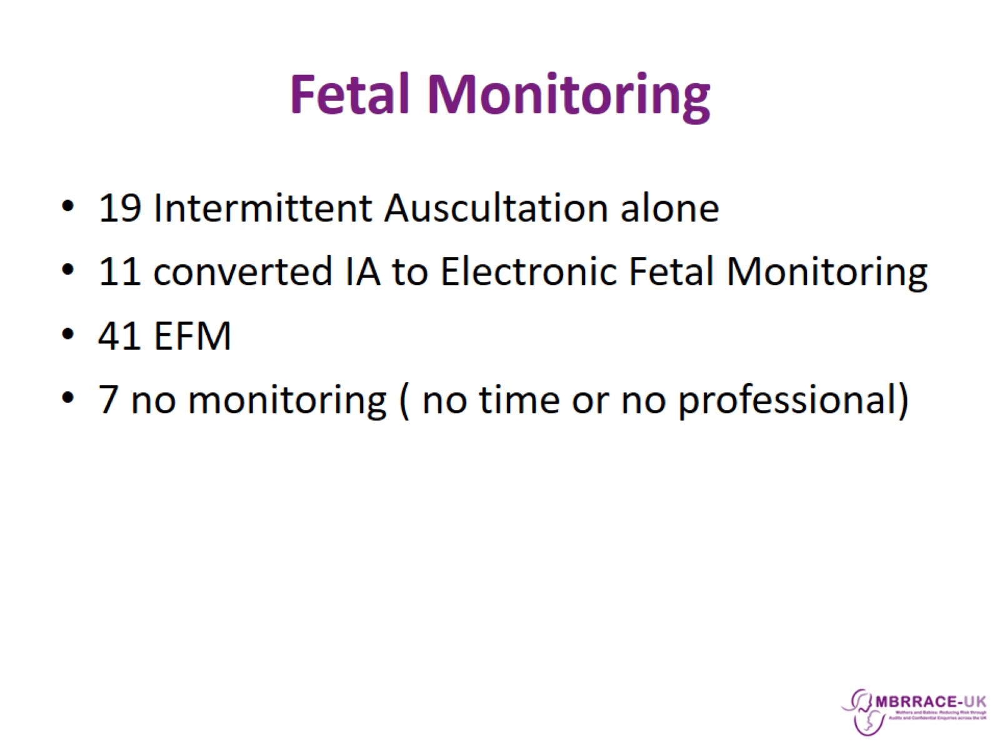 Fetal Monitoring
• 19 Intermittent Auscultation alone
• 11 converted IA to Electronic Fetal Monitoring
• 41 EFM
• 7 no monitoring ( no time or no professional)
MBRRACE-UK
Mothers and Babies: Reducing Risk through
Audits and Confidential Enquiries across the UK